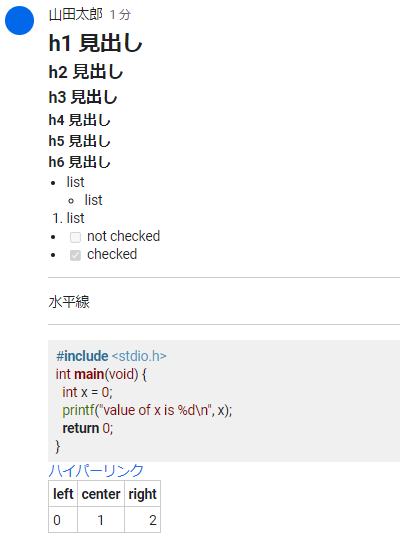 山田太郎 1 分
h1 見出し
h2 見出し
h3 見出し
h4 見出し
h5 見出し
h6 見出し
list
list
1. list
not checked
checked
水平線
#include <stdio.h>
int main(void) {
  int x = 0;
  printf("value of x is %d\n", x);
  return 0;
}
ハイパーリンク
left center right
0 1 2